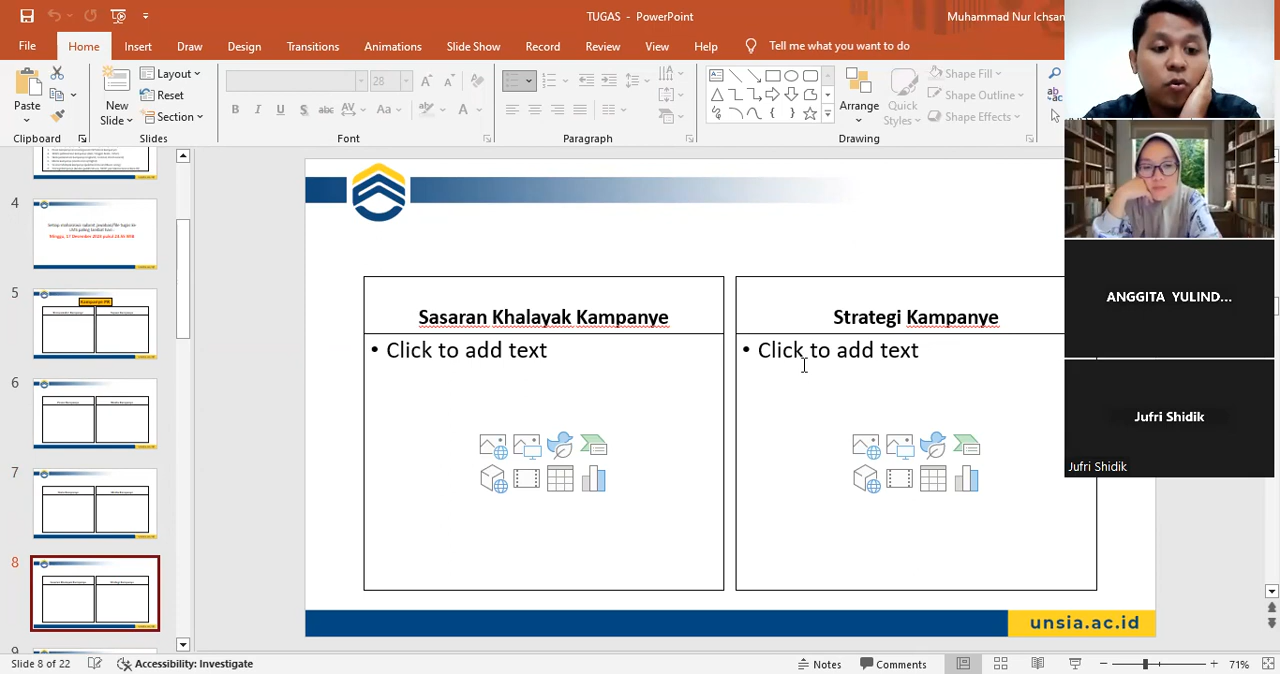 TUGAS - PowerPoint
Muhammad Nur Ichsan
File Home Insert Draw Design Transitions Animations Slide Show Record Review View Help Tell me what you want to do
Paste
New
Slide
Layout
Reset
Section
28
Arrange
Quick
Styles
Shape Fill
Shape Outline
Shape Effects
Clipboard
Slides
Font
Paragraph
Drawing
4
5
Kampanye PR
6
7
8
9
Sasaran Khalayak Kampanye
• Click to add text
Strategi Kampanye
• Click to add text
unsia.ac.id
ANGGITA YULIND...
Jufri Shidik
Jufri Shidik
Slide 8 of 22
Accessibility: Investigate
Notes
Comments
71%